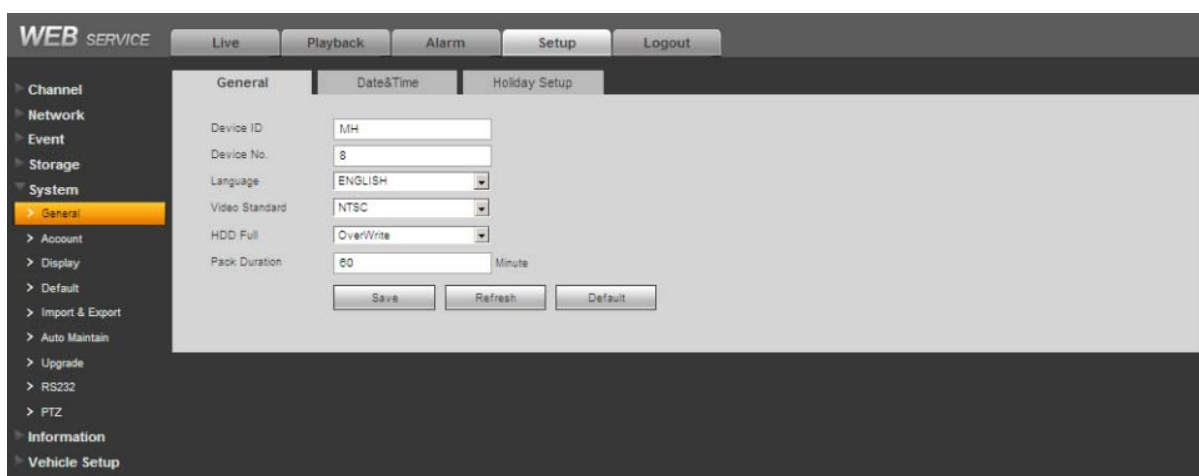 WEB SERVICE
Live Playback Alarm Setup Logout
General Date&Time Holiday Setup
Channel
Network
Event
Storage
System
General
Account
Display
Default
Import & Export
Auto Maintain
Upgrade
RS232
PTZ
Information
Vehicle Setup
Device ID MH
Device No. 8
Language ENGLISH
Video Standard NTSC
HDD Full OverWrite
Pack Duration 60 Minute
Save Refresh Default